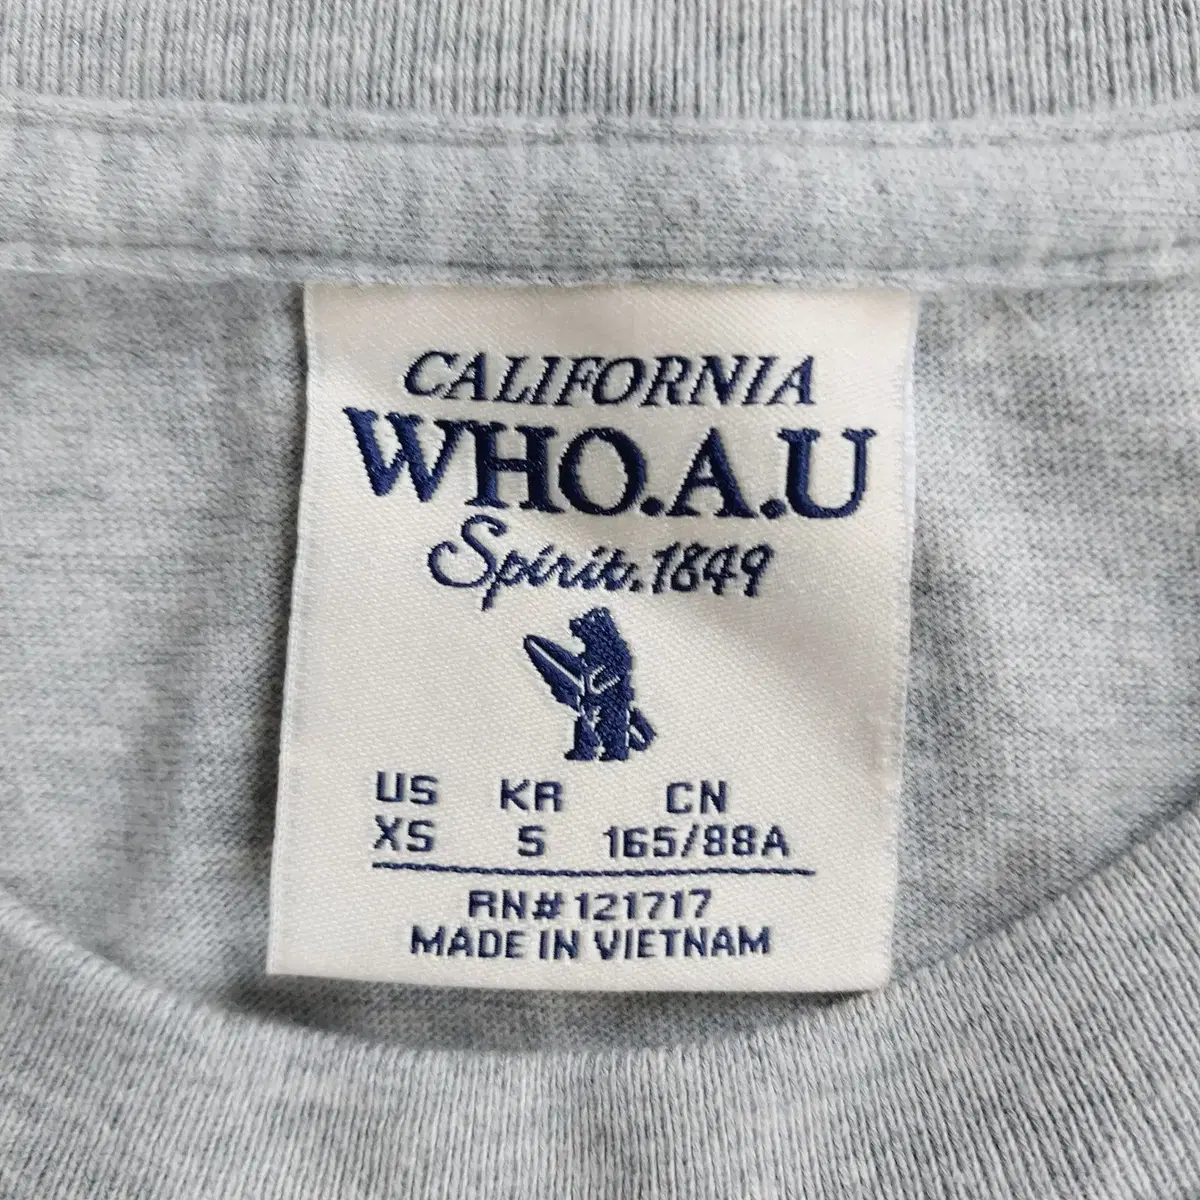 CALIFORNIA
WHO.A.U
Spirit.1849
US KR CN
XS S 165/88A
RN# 121717
MADE IN VIETNAM